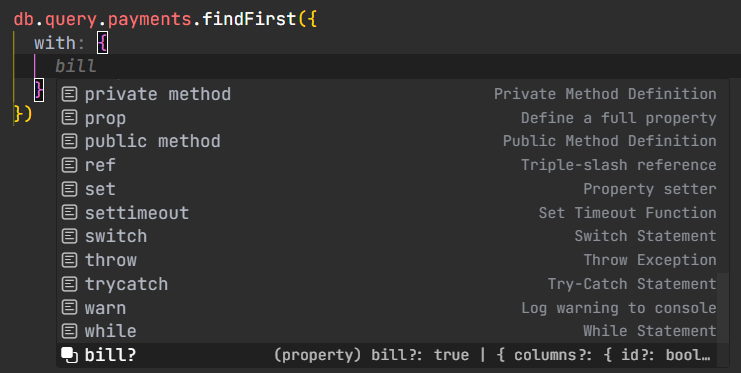 db.query.payments.findFirst({
with: {
bill
}
})
private method Private Method Definition
prop Define a full property
public method Public Method Definition
ref Triple-slash reference
set Property setter
settimeout Set Timeout Function
switch Switch Statement
throw Throw Exception
trycatch Try-Catch Statement
warn Log warning to console
while While Statement
bill? (property) bill?: true | { columns?: { id?: bool…